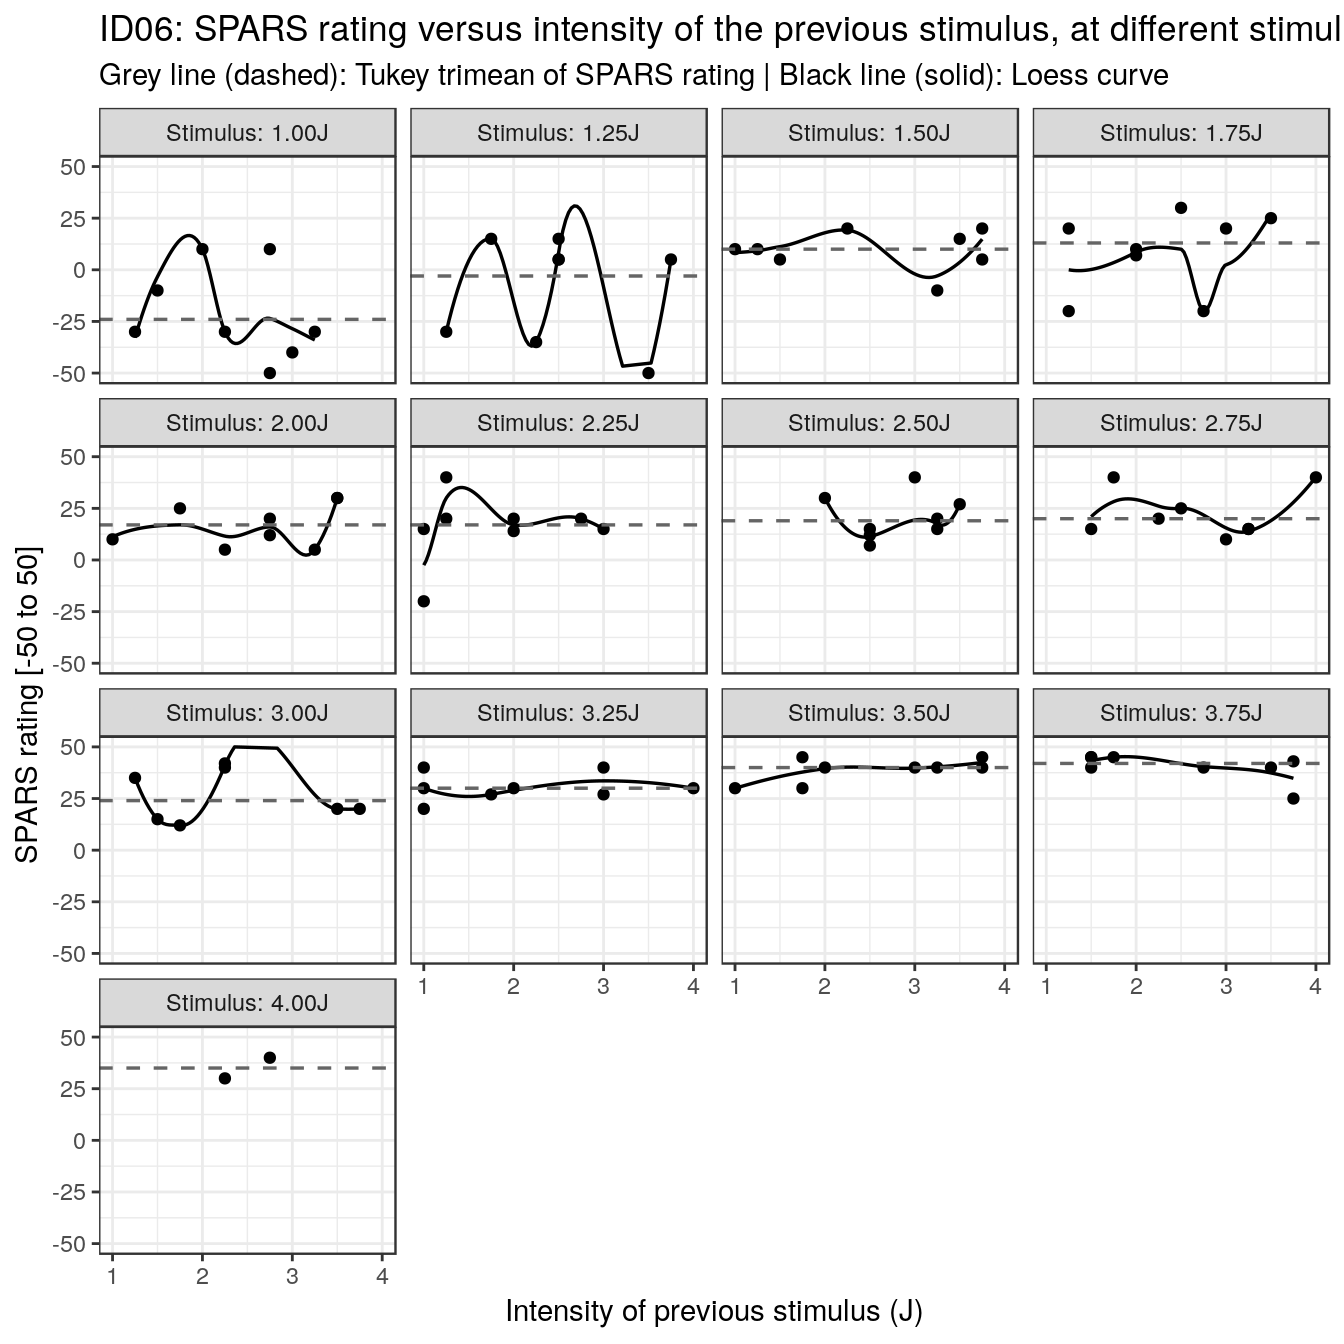 ID06: SPARS rating versus intensity of the previous stimulus, at different stimul
Grey line (dashed): Tukey trimean of SPARS rating | Black line (solid): Loess curve
Stimulus: 1.00J Stimulus: 1.25J Stimulus: 1.50J Stimulus: 1.75J
50
25
0
-25
-50
Stimulus: 2.00J Stimulus: 2.25J Stimulus: 2.50J Stimulus: 2.75J
50
25
0
-25
-50
Stimulus: 3.00J Stimulus: 3.25J Stimulus: 3.50J Stimulus: 3.75J
50
25
0
-25
-50
1 2 3 4 1 2 3 4 1 2 3 4
Stimulus: 4.00J
50
25
0
-25
-50
1 2 3 4
SPARS rating [-50 to 50]
Intensity of previous stimulus (J)